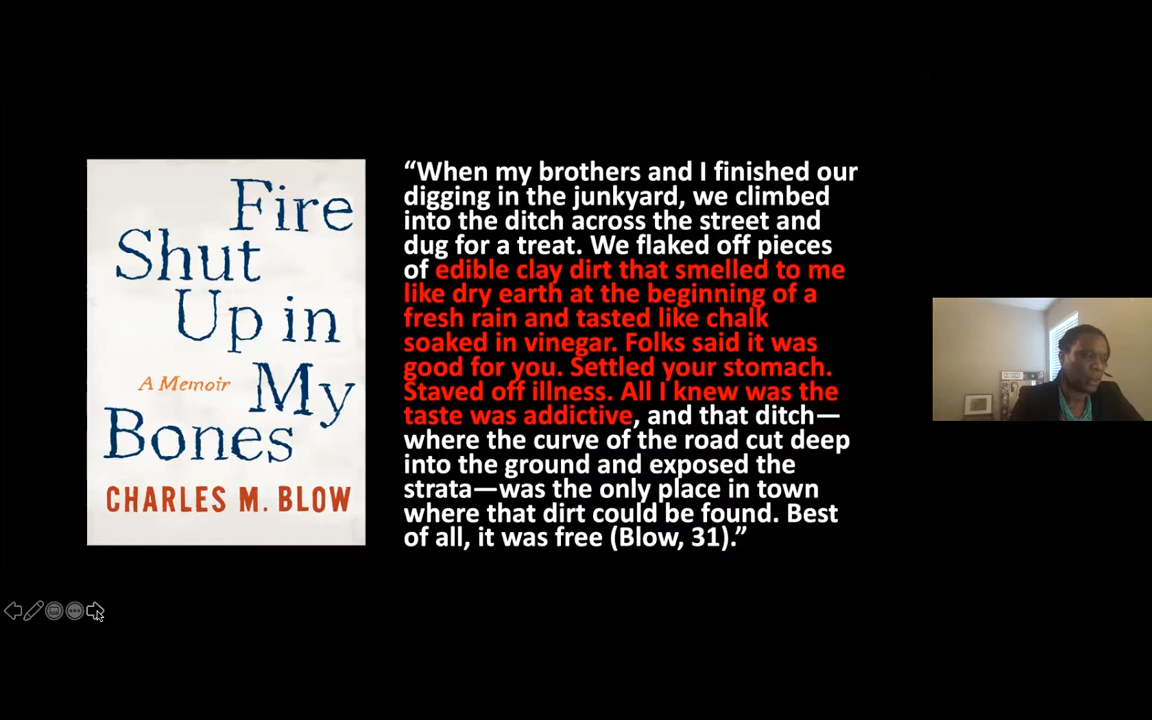 Fire
Shut
Up in
A Memoir My
Bones
CHARLES M. BLOW
“When my brothers and I finished our
digging in the junkyard, we climbed
into the ditch across the street and
dug for a treat. We flaked off pieces
of edible clay dirt that smelled to me
like dry earth at the beginning of a
fresh rain and tasted like chalk
soaked in vinegar. Folks said it was
good for you. Settled your stomach.
Staved off illness. All I knew was the
taste was addictive, and that ditch—
where the curve of the road cut deep
into the ground and exposed the
strata—was the only place in town
where that dirt could be found. Best
of all, it was free (Blow, 31).”